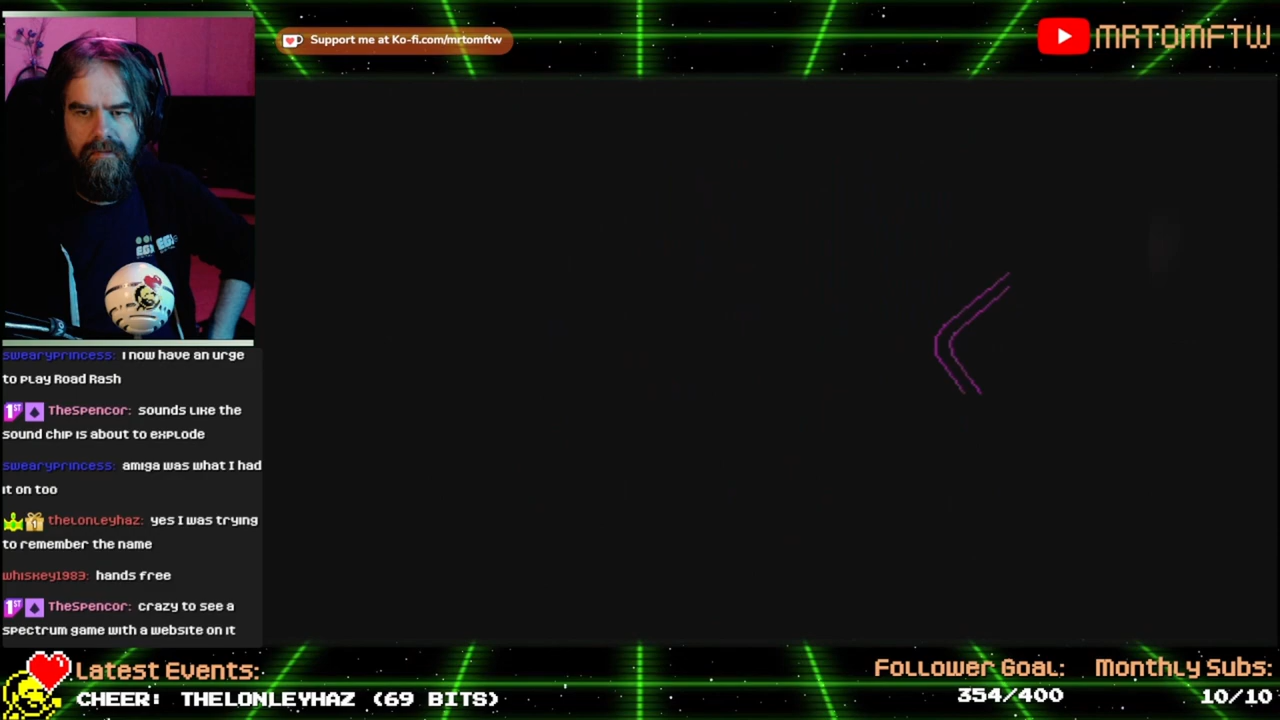 Support me at Ko-fi.com/mrtomftw
MRTOMFTW
swearyprincess: I now have an urge
to play Road Rash
1ST TheSpencor: sounds like the
sound chip is about to explode
swearyprincess: amiga was what I had
it on too
1 thelonleyhaz: yes I was trying
to remember the name
whiskey1983: hands free
1ST TheSpencor: crazy to see a
spectrum game with a website on it
Latest Events:
CHEER: THELONLEYHAZ (69 BITS)
Follower Goal:
354/400
Monthly Subs:
10/10